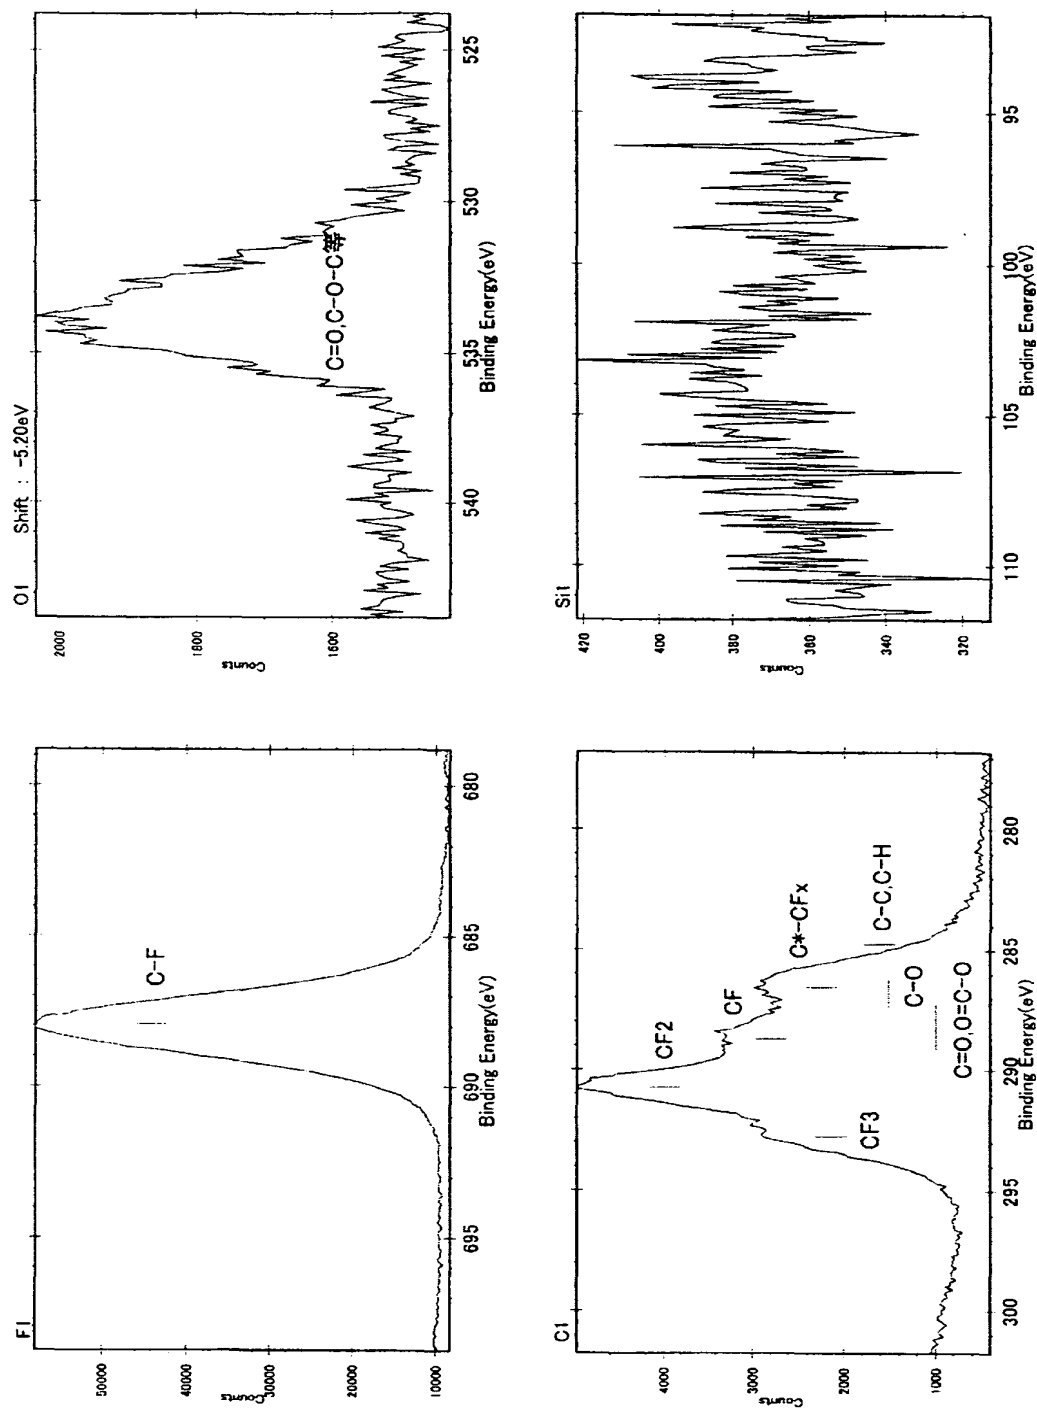 F1
Counts
50000
40000
30000
20000
10000
C-F
695 690 685 680
Binding Energy(eV)
O1 Shift : -5.20eV
Counts
2000
1800
1600
C=O,C-O-C等
540 535 530 525
Binding Energy(eV)
C1
Counts
4000
3000
2000
1000
CF2
CF
C*-CFx
CF3
C-C,C-H
C-O
C=O,O=C-O
300 295 290 285 280
Binding Energy(eV)
Si1
Counts
420
400
380
360
340
320
110 105 100 95
Binding Energy(eV)